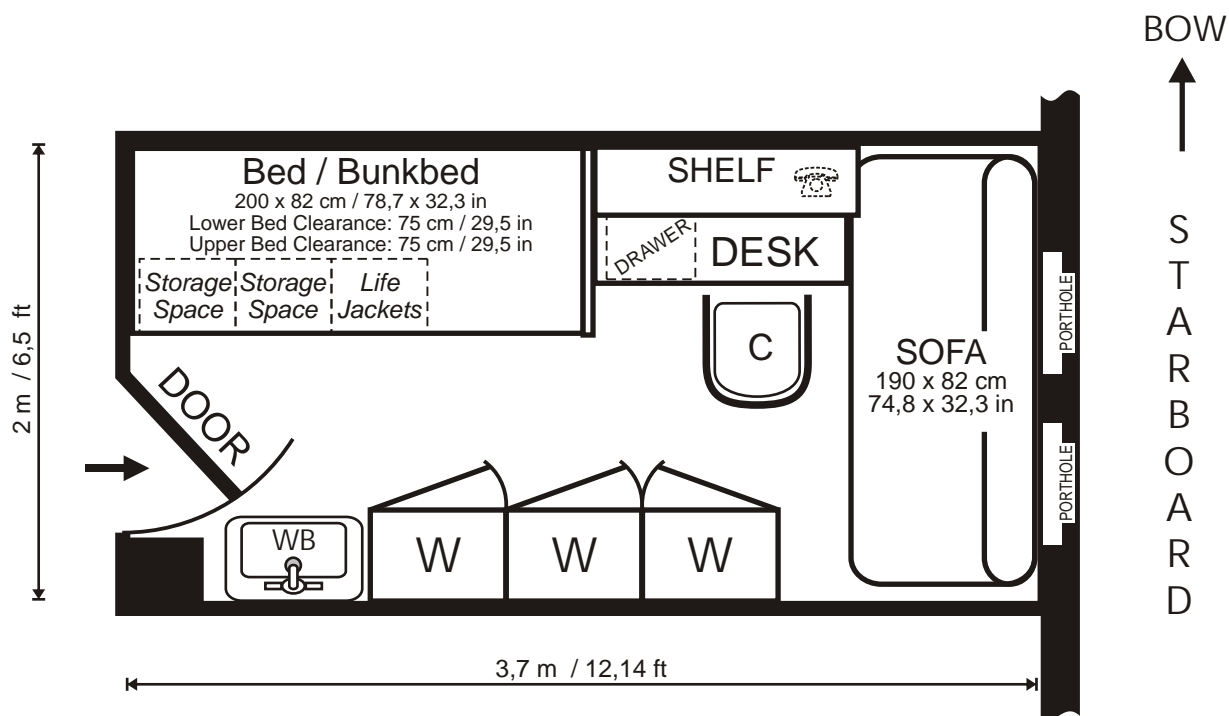 BOW
STARBOARD
Bed / Bunkbed
200 x 82 cm / 78,7 x 32,3 in
Lower Bed Clearance: 75 cm / 29,5 in
Upper Bed Clearance: 75 cm / 29,5 in
Storage
Space
Storage
Space
Life
Jackets
SHELF
DRAWER
DESK
C
SOFA
190 x 82 cm
74,8 x 32,3 in
PORTHOLE
PORTHOLE
DOOR
WB
W
W
W
2 m / 6,5 ft
3,7 m / 12,14 ft